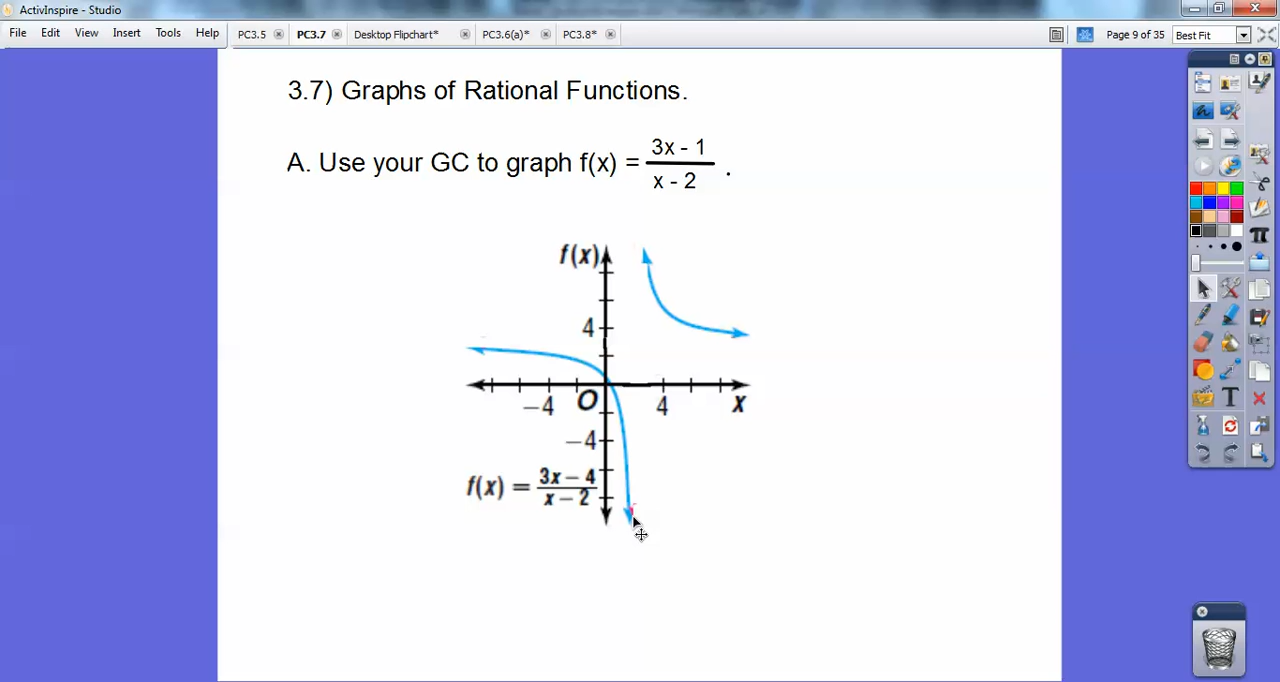 ActivInspire - Studio
File Edit View Insert Tools Help
PC3.5 PC3.7 Desktop Flipchart* PC3.6(a)* PC3.8*
Page 9 of 35 Best Fit
3.7) Graphs of Rational Functions.
A. Use your GC to graph f(x) = 3x - 1 / x - 2 .
f(x)
4
-4 O 4 x
-4
f(x) = 3x - 4 / x - 2